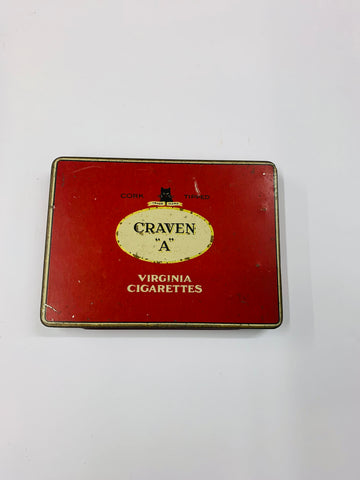 CORK TIPPED
CRAVEN
"A"
VIRGINIA
CIGARETTES